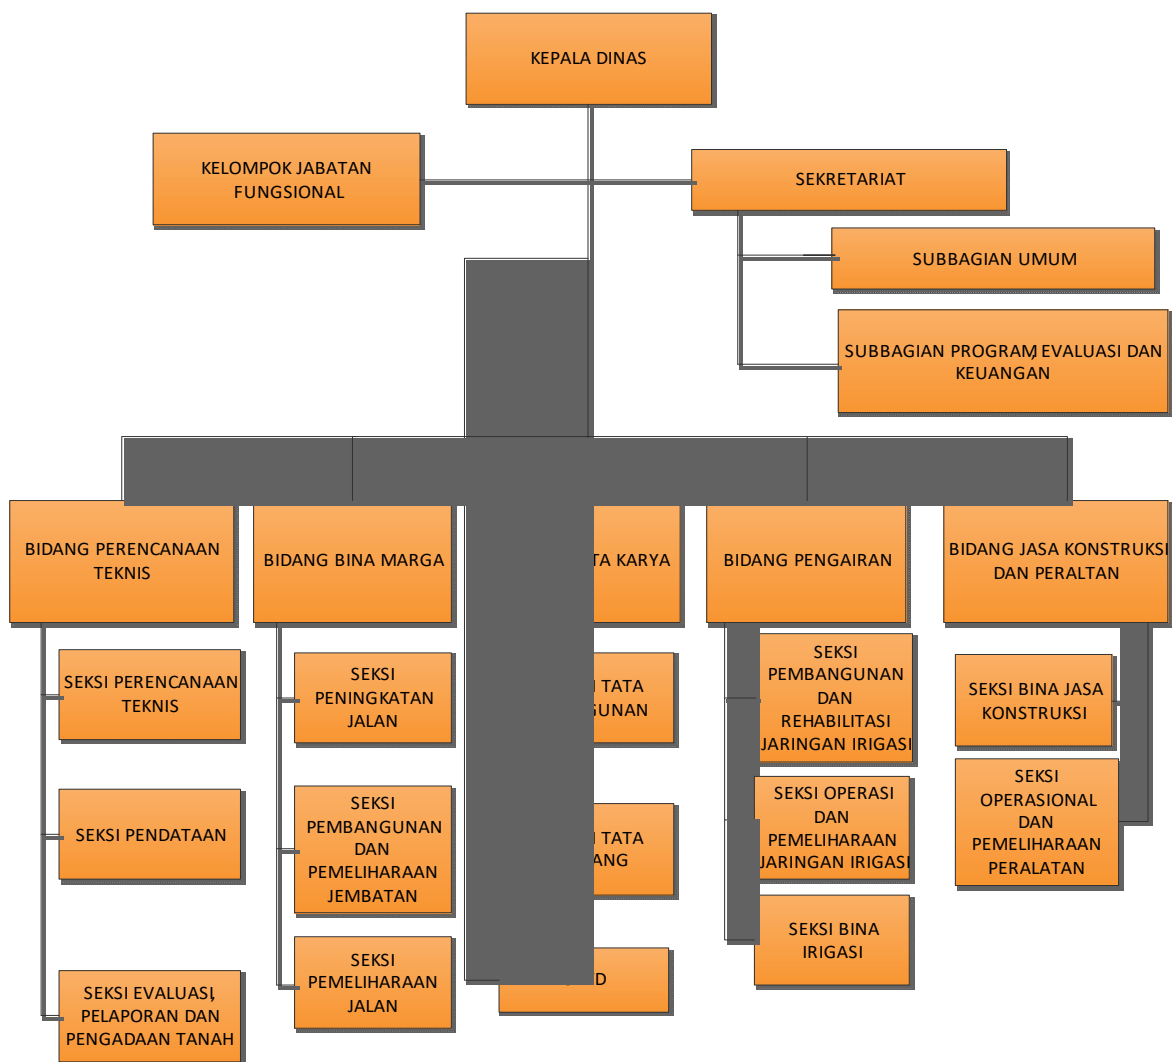 KEPALA DINAS
KELOMPOK JABATAN
FUNGSIONAL
SEKRETARIAT
SUBBAGIAN UMUM
SUBBAGIAN PROGRAM, EVALUASI DAN
KEUANGAN
BIDANG PERENCANAAN
TEKNIS
BIDANG BINA MARGA
KARYA
BIDANG PENGAIRAN
BIDANG JASA KONSTRUKSI
DAN PERALTAN
SEKSI PERENCANAAN
TEKNIS
SEKSI PENDATAAN
SEKSI EVALUASI,
PELAPORAN DAN
PENGADAAN TANAH
SEKSI
PENINGKATAN
JALAN
SEKSI
PEMBANGUNAN
DAN
PEMELIHARAAN
JEMBATAN
SEKSI
PEMELIHARAAN
JALAN
TATA
TATA
SEKSI
PEMBANGUNAN
DAN
REHABILITASI
JARINGAN IRIGASI
SEKSI OPERASI
DAN
PEMELIHARAAN
JARINGAN IRIGASI
SEKSI BINA
IRIGASI
SEKSI BINA JASA
KONSTRUKSI
SEKSI
OPERASIONAL
DAN
PEMELIHARAAN
PERALATAN